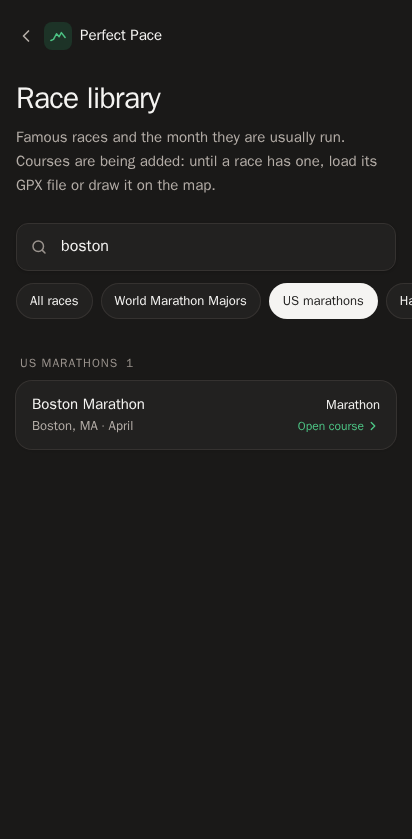 Perfect Pace
Race library
Famous races and the month they are usually run.
Courses are being added: until a race has one, load its
GPX file or draw it on the map.
boston
All races
World Marathon Majors
US marathons
Ha
US MARATHONS 1
Boston Marathon
Marathon
Boston, MA · April
Open course